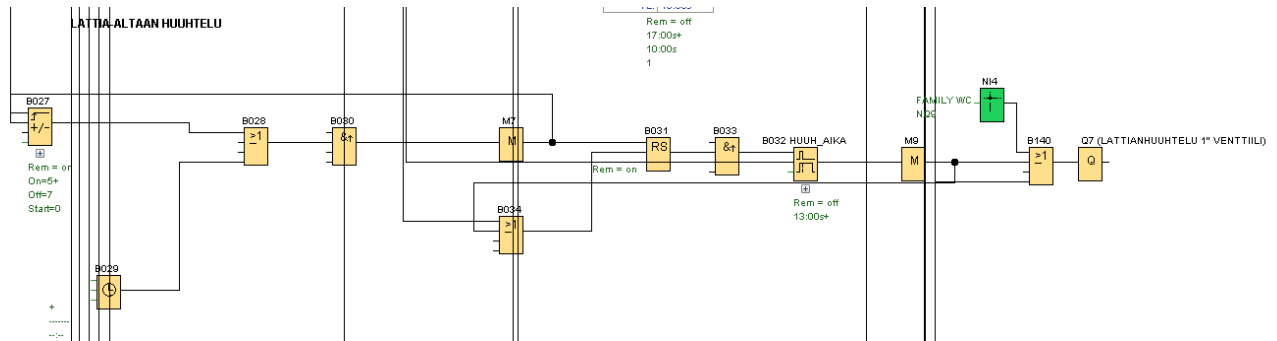 LATTIA-ALTAAN HUUHTELU
Rem = off
17:00s+
10:00s
1
B027
+/-
Rem = on
On=5+
Off=7
Start=0
B028
≥1
B030
&↑
M7
M
B031
RS
Rem = on
B033
&↑
B032 HUUH_AIKA
Rem = off
13:00s+
M9
M
NI4
FAMILY WC
B140
≥1
Q7 (LATTIANHUUHTELU 1" VENTTIILI)
Q
B034
≥1
B029
+
-------
--:--